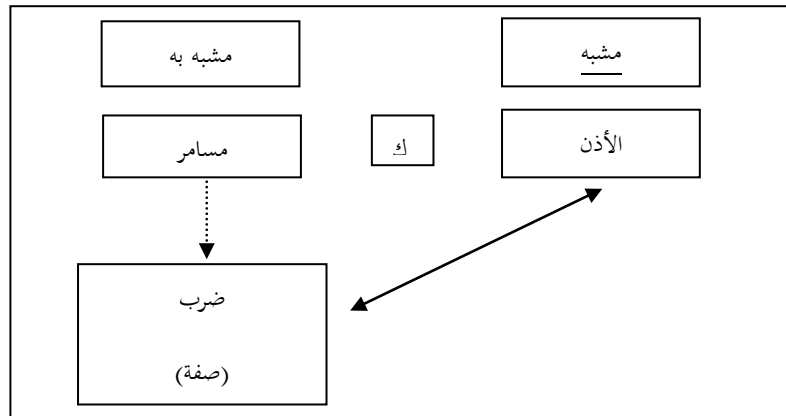 مشبه
مشبه به
الأذن
ك
مسامر
ضرب
(صفة)